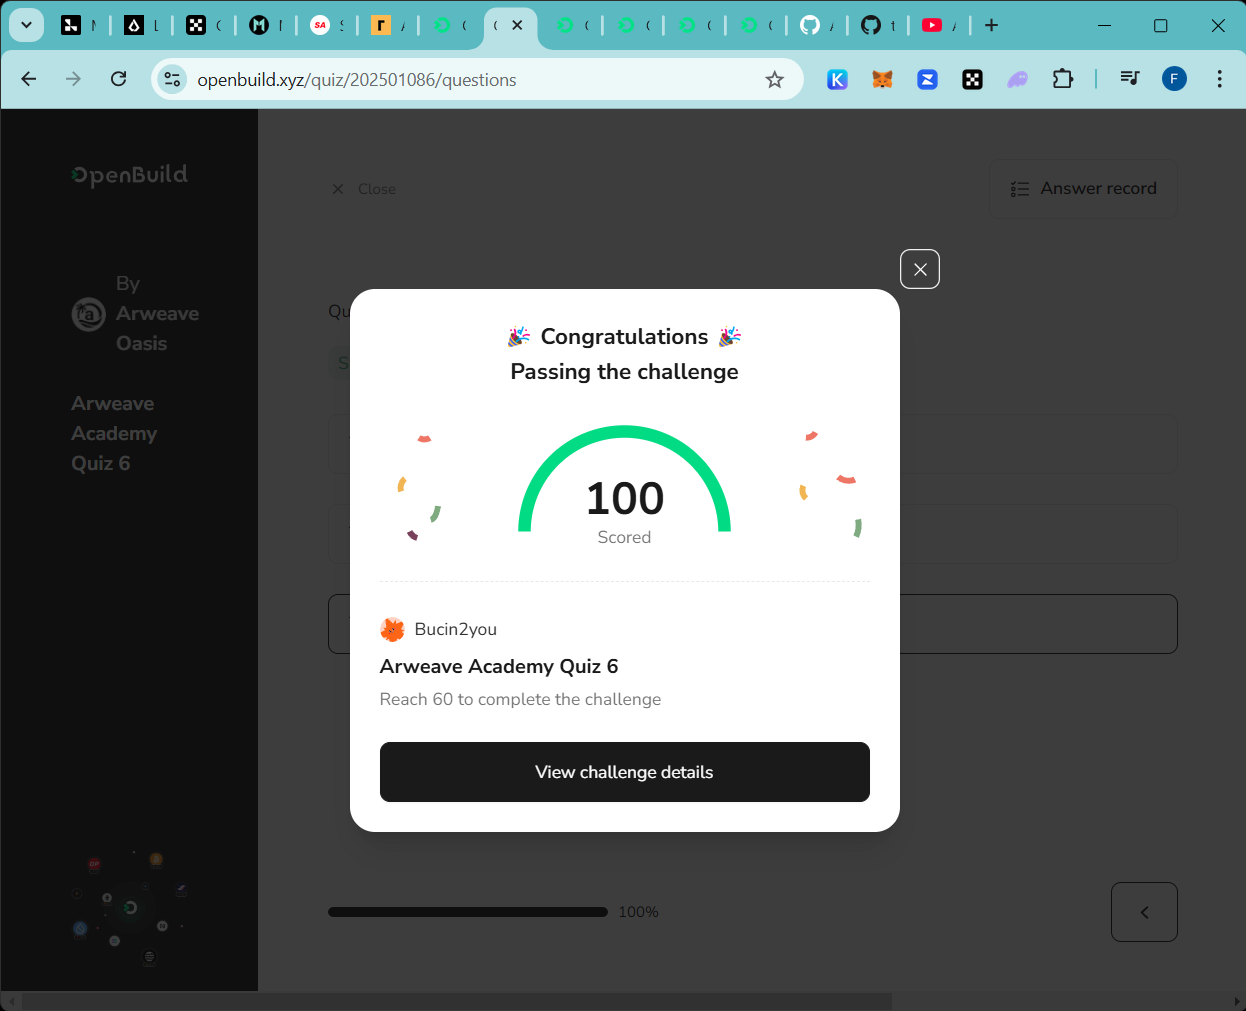 openbuild.xyz/quiz/202501086/questions
F
OpenBuild
Close
Answer record
By
Arweave
Oasis
Arweave
Academy
Quiz 6
Qu
S
Congratulations
Passing the challenge
100
Scored
Bucin2you
Arweave Academy Quiz 6
Reach 60 to complete the challenge
View challenge details
100%